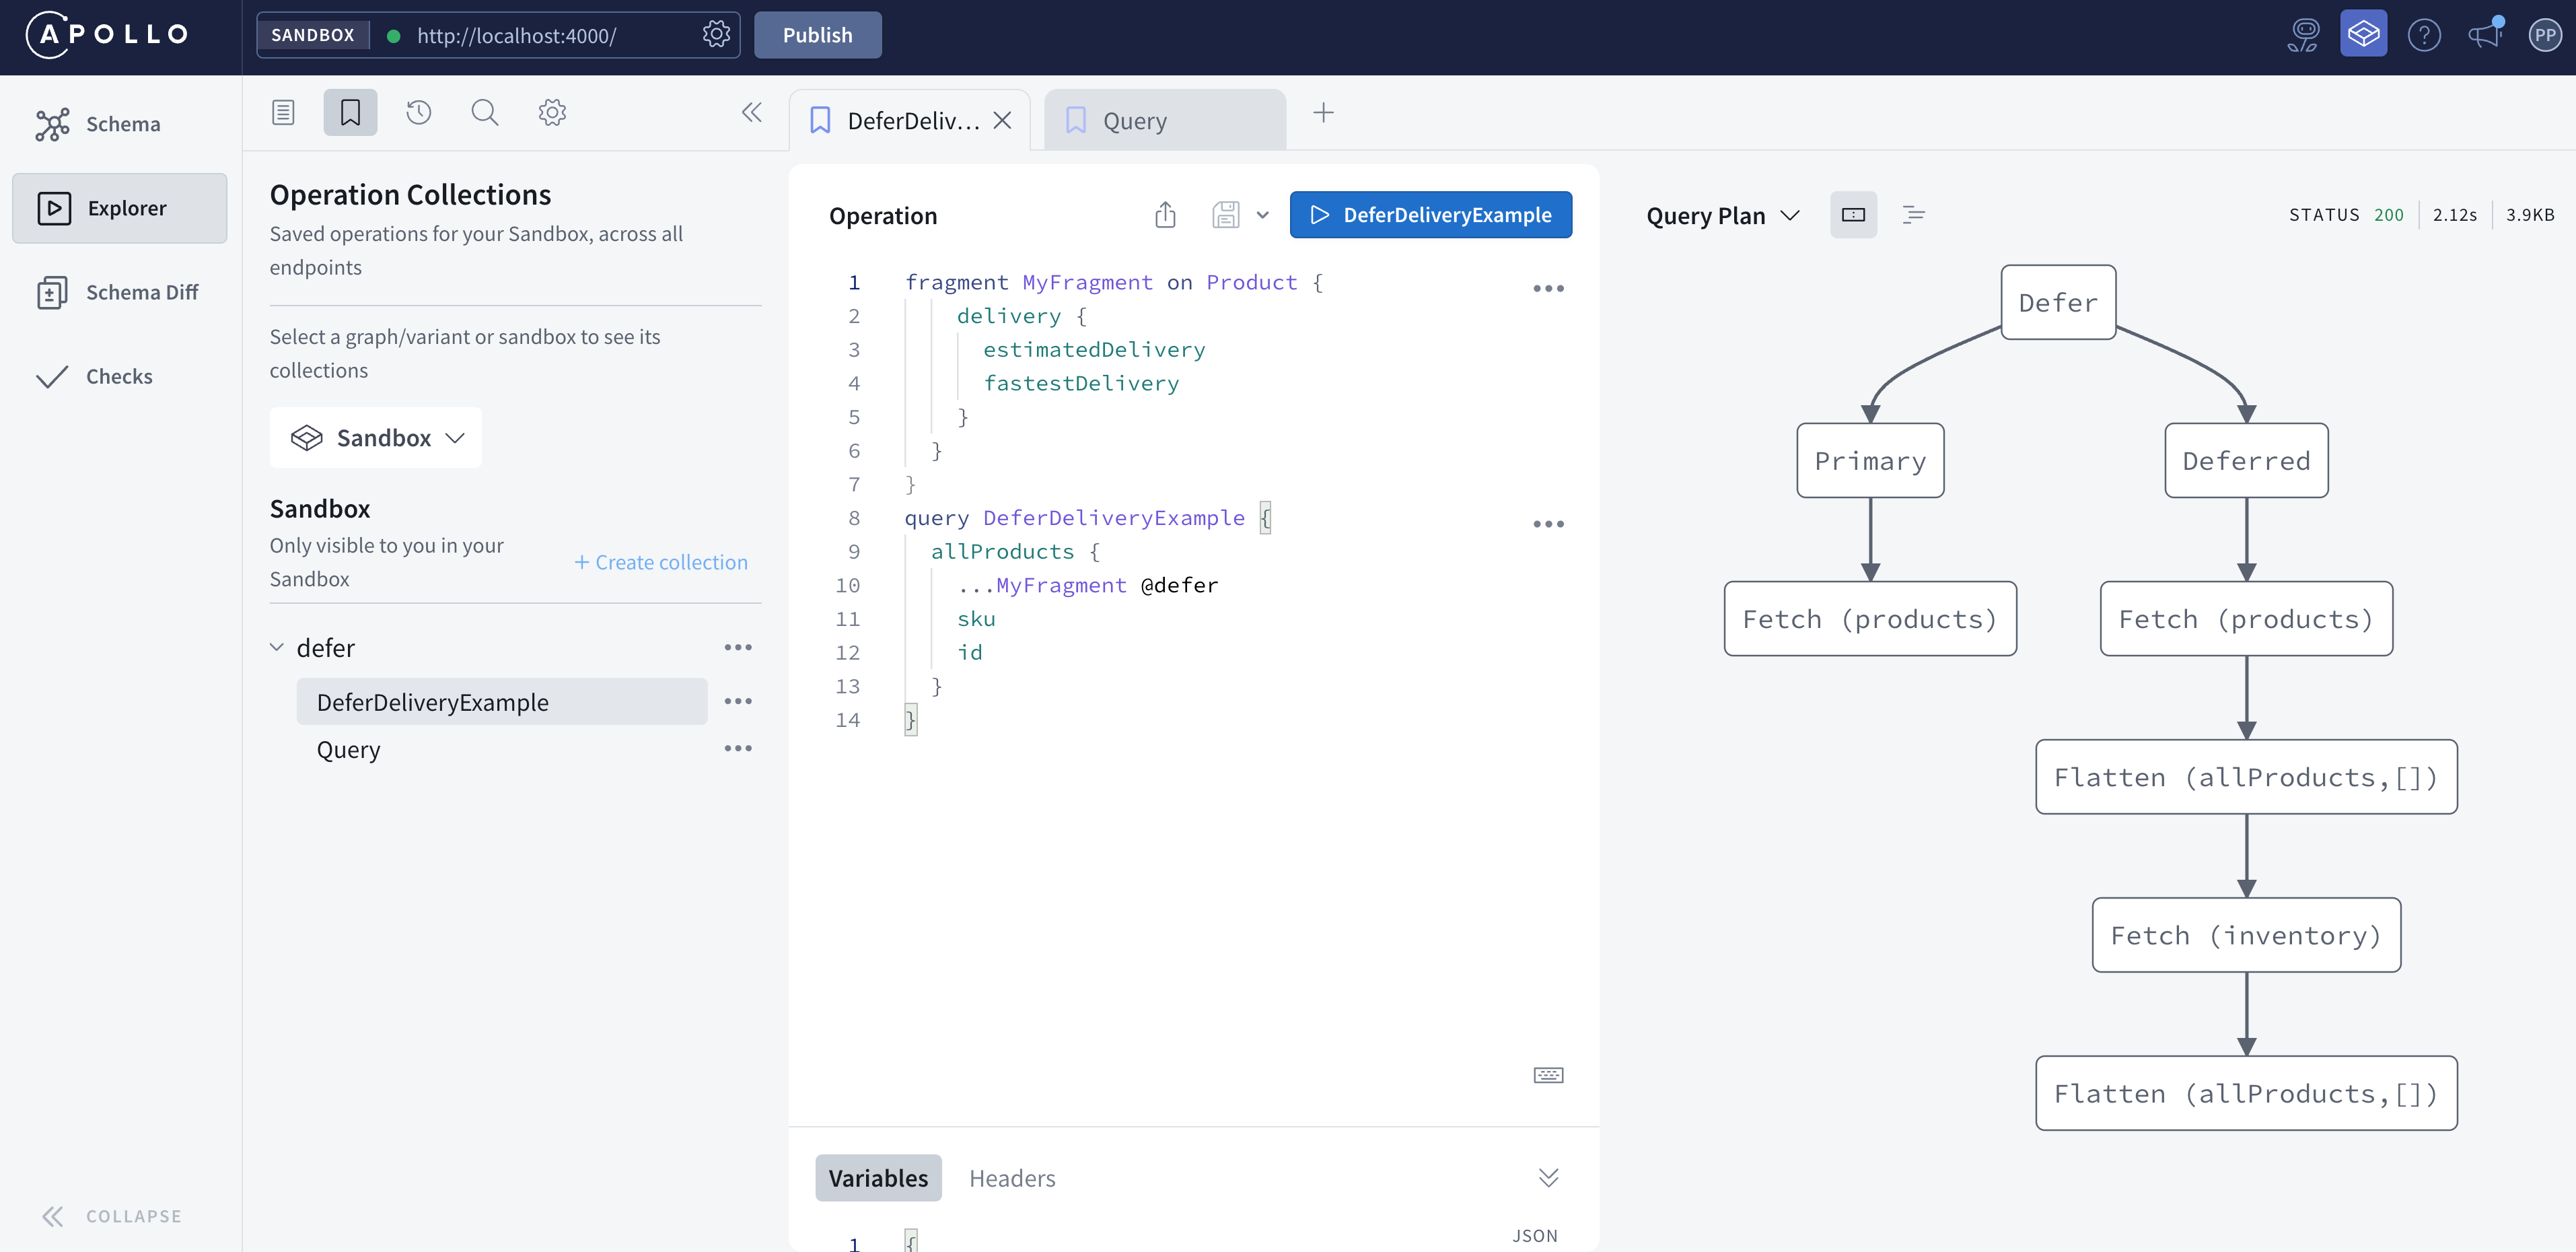 APOLLO
SANDBOX
http://localhost:4000/
Publish
PP
Schema
Explorer
Schema Diff
Checks
COLLAPSE
Operation Collections
Saved operations for your Sandbox, across all
endpoints
Select a graph/variant or sandbox to see its
collections
Sandbox
Sandbox
Only visible to you in your
Sandbox
+ Create collection
defer
DeferDeliveryExample
Query
DeferDeliv...
Query
Operation
DeferDeliveryExample
1 fragment MyFragment on Product {
2 delivery {
3 estimatedDelivery
4 fastestDelivery
5 }
6 }
7 }
8 query DeferDeliveryExample {
9 allProducts {
10 ...MyFragment @defer
11 sku
12 id
13 }
14 }
Variables
Headers
JSON
1 {
Query Plan
STATUS 200
2.12s
3.9KB
Defer
Primary
Deferred
Fetch (products)
Fetch (products)
Flatten (allProducts,[])
Fetch (inventory)
Flatten (allProducts,[])